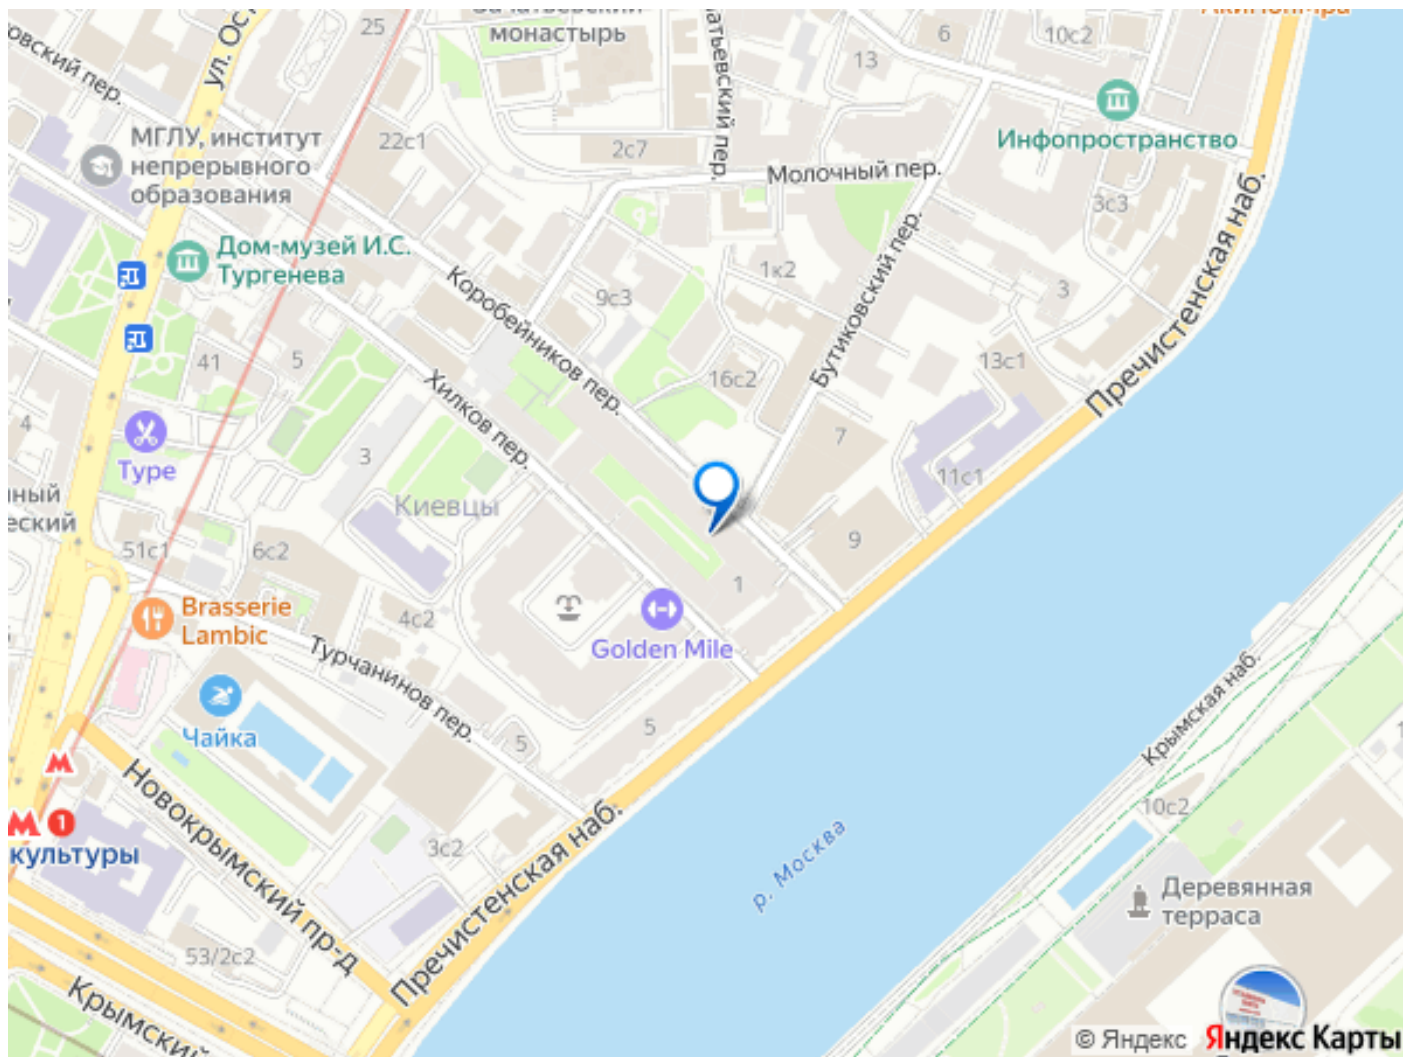 монастырь
25
ул. Ост
6
10с2
13
овский пер.
22с1
2с7
атьевский пер.
Молочный пер.
Инфопространство
МГЛУ, институт
непрерывного
образования
3с3
Дом-музей И.С.
Тургенева
Коробейников пер.
9с3
1к2
Бутиковский пер.
3
Пречистенская наб.
41
5
Хилков пер.
16с2
13с1
4
Type
3
7
Киевцы
11с1
ный
еский
51с1
6с2
9
1
Brasserie
Lambic
4с2
Golden Mile
Турчанинов пер.
Чайка
5
5
Крымская наб.
Новокрымский пр-д
1
культуры
3с2
10с2
р. Москва
Пречистенская наб.
Деревянная
терраса
53/2с2
Крымский
© Яндекс
Яндекс Карты